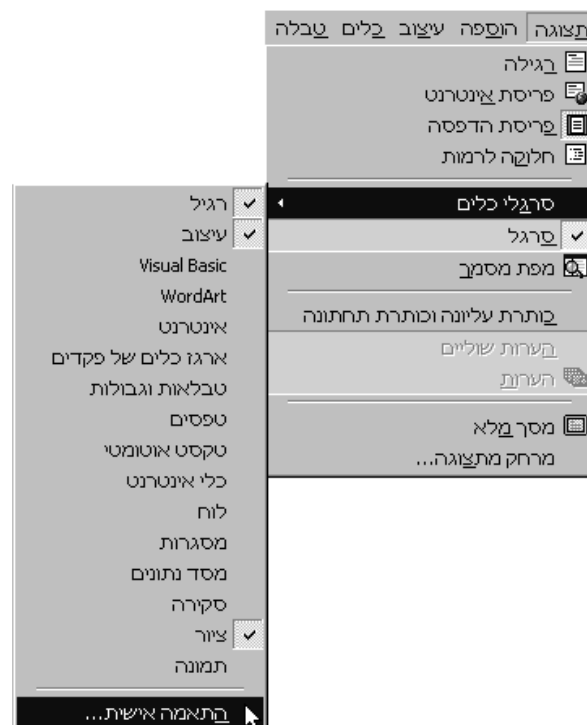 תצוגה הוספה עיצוב כלים טבלה
רגילה
פריסת אינטרנט
פריסת הדפסה
חלוקה לרמות
סרגלי כלים
סרגל
מפת מסמך
כותרת עליונה וכותרת תחתונה
הערות שוליים
הערות
מסך מלא
מרחק מתצוגה...
רגיל
עיצוב
Visual Basic
WordArt
אינטרנט
ארגז כלים של פקדים
טבלאות וגבולות
טפסים
טקסט אוטומטי
כלי אינטרנט
לוח
מסגרות
מסד נתונים
סקירה
ציור
תמונה
התאמה אישית...